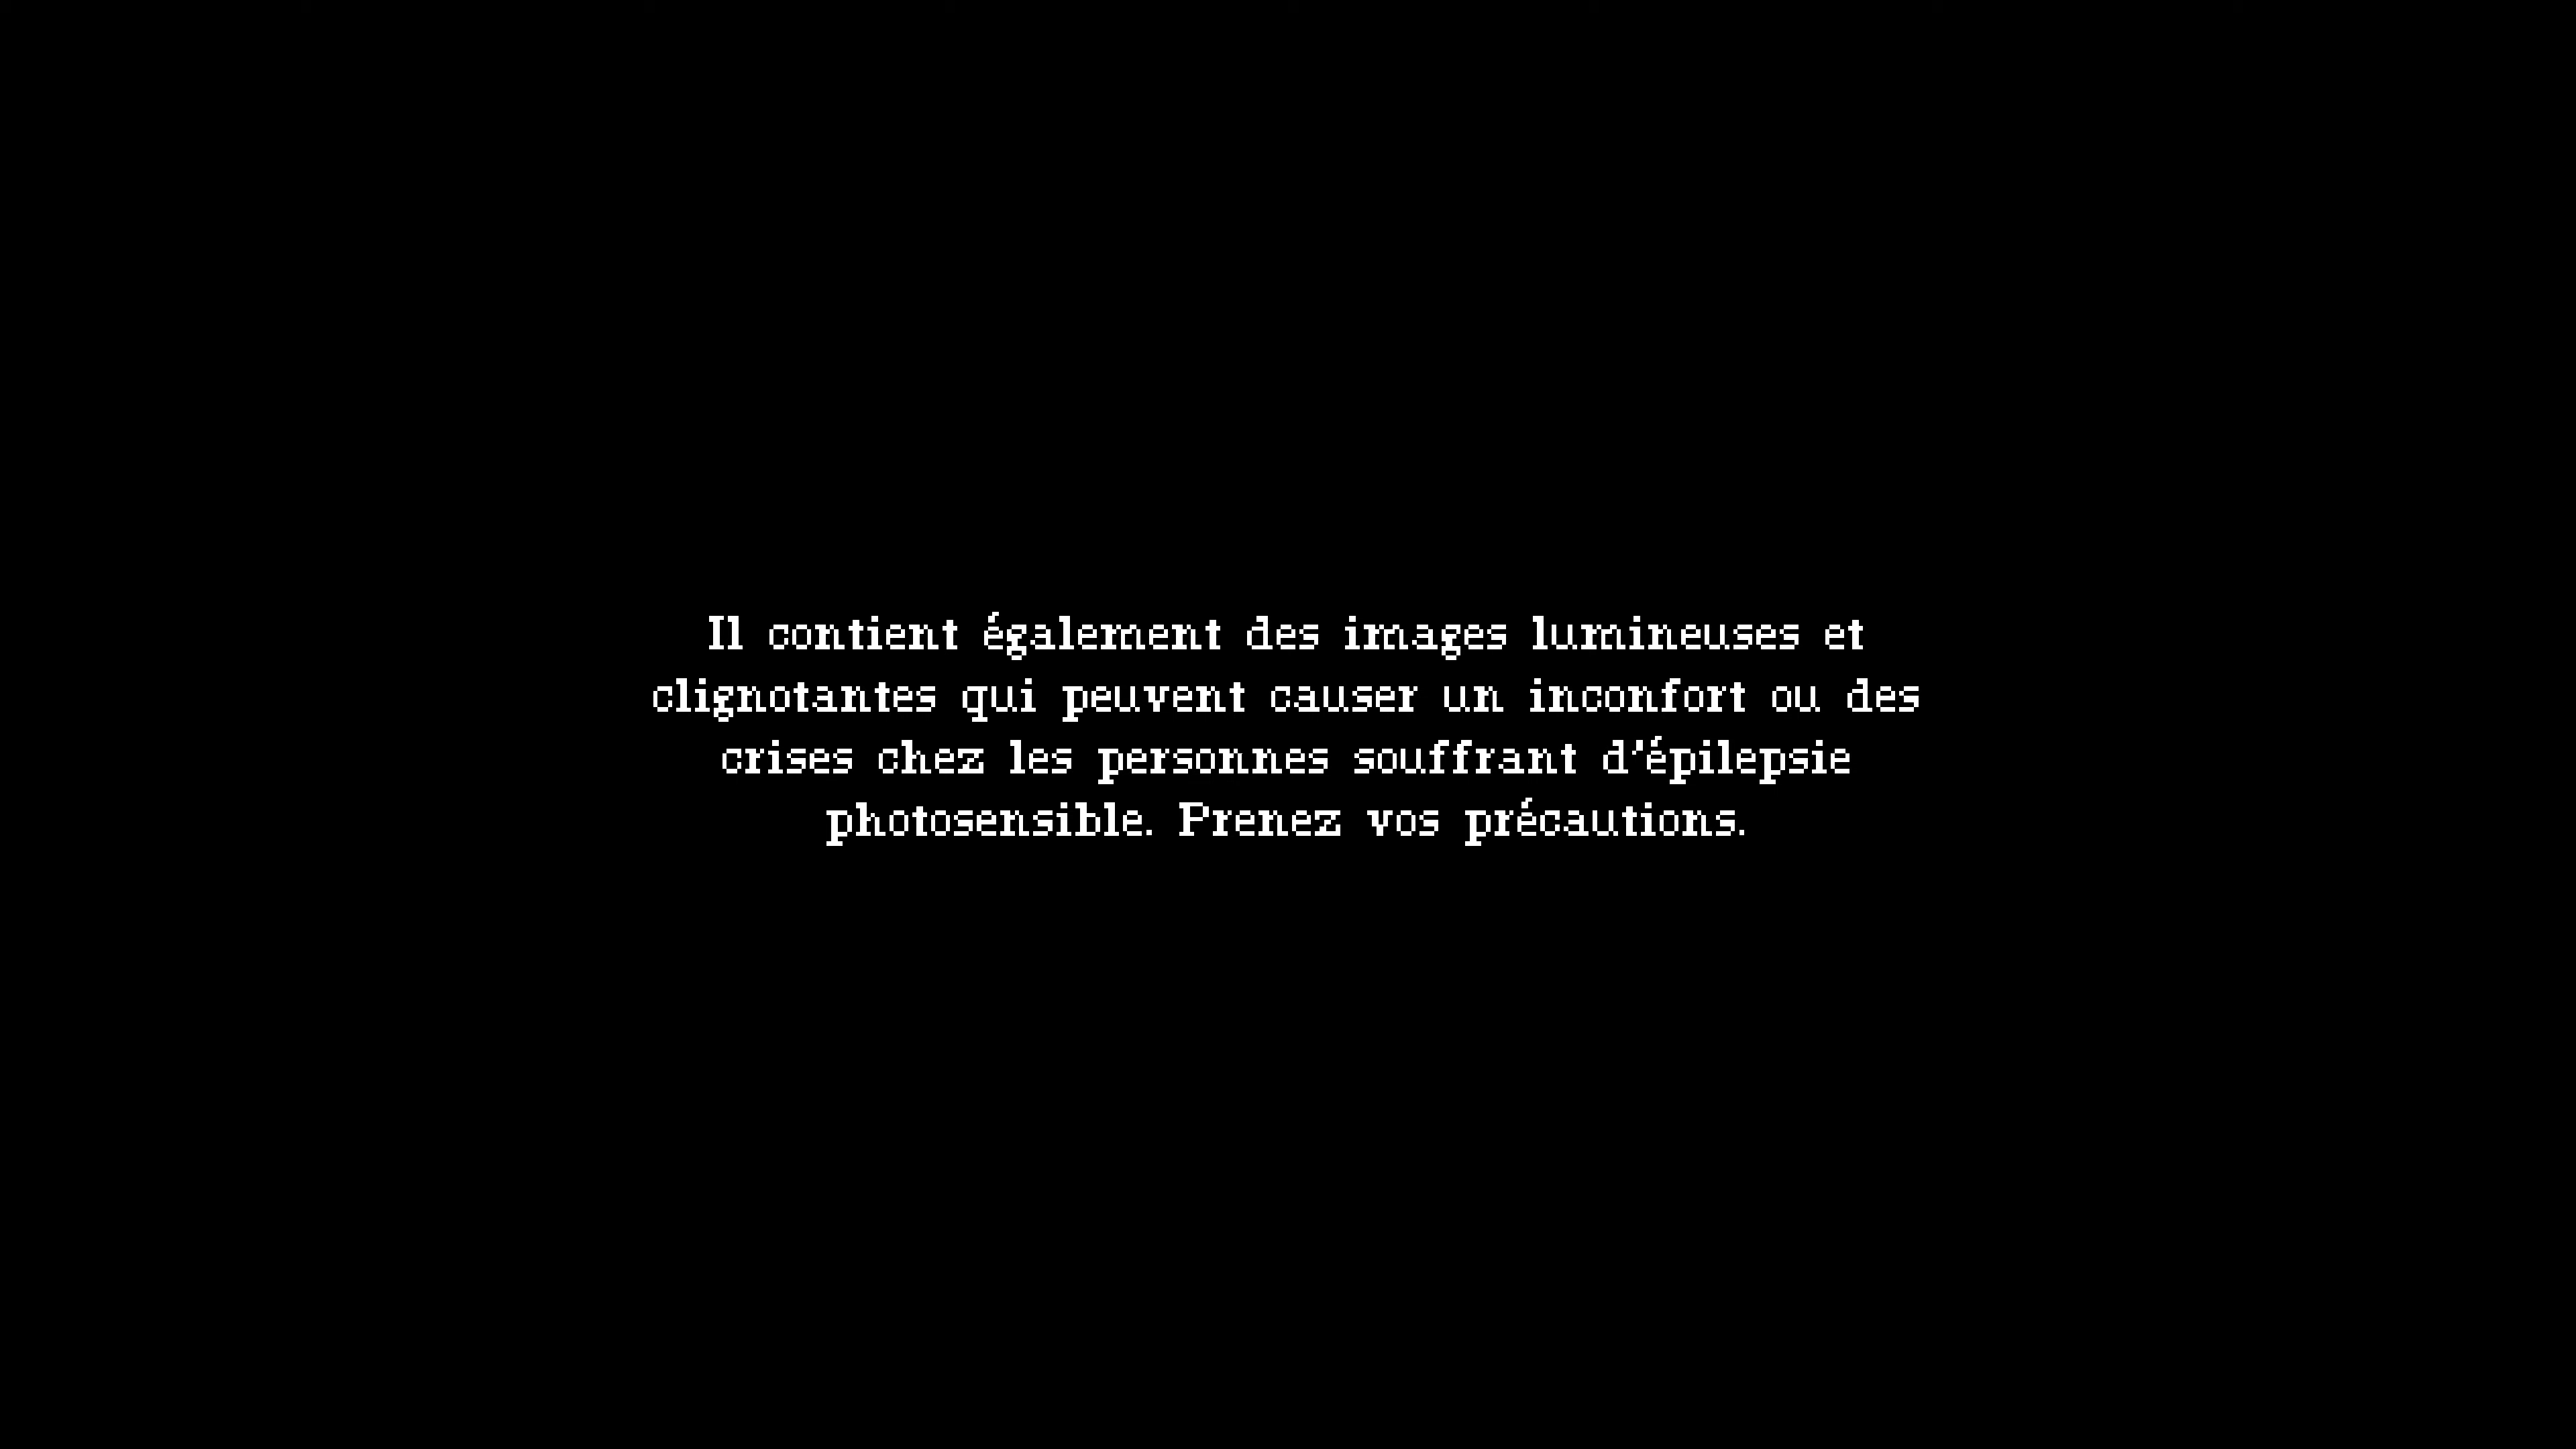 Il contient également des images lumineuses et
clignotantes qui peuvent causer un inconfort ou des
crises chez les personnes souffrant d'épilepsie
photosensible. Prenez vos précautions.